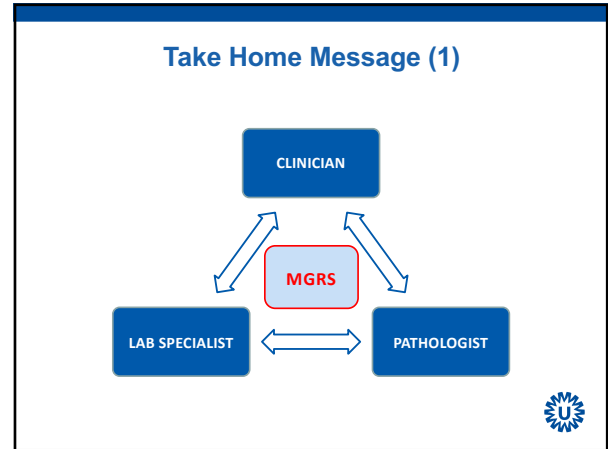 Take Home Message (1)
CLINICIAN
MGRS
LAB SPECIALIST
PATHOLOGIST
U